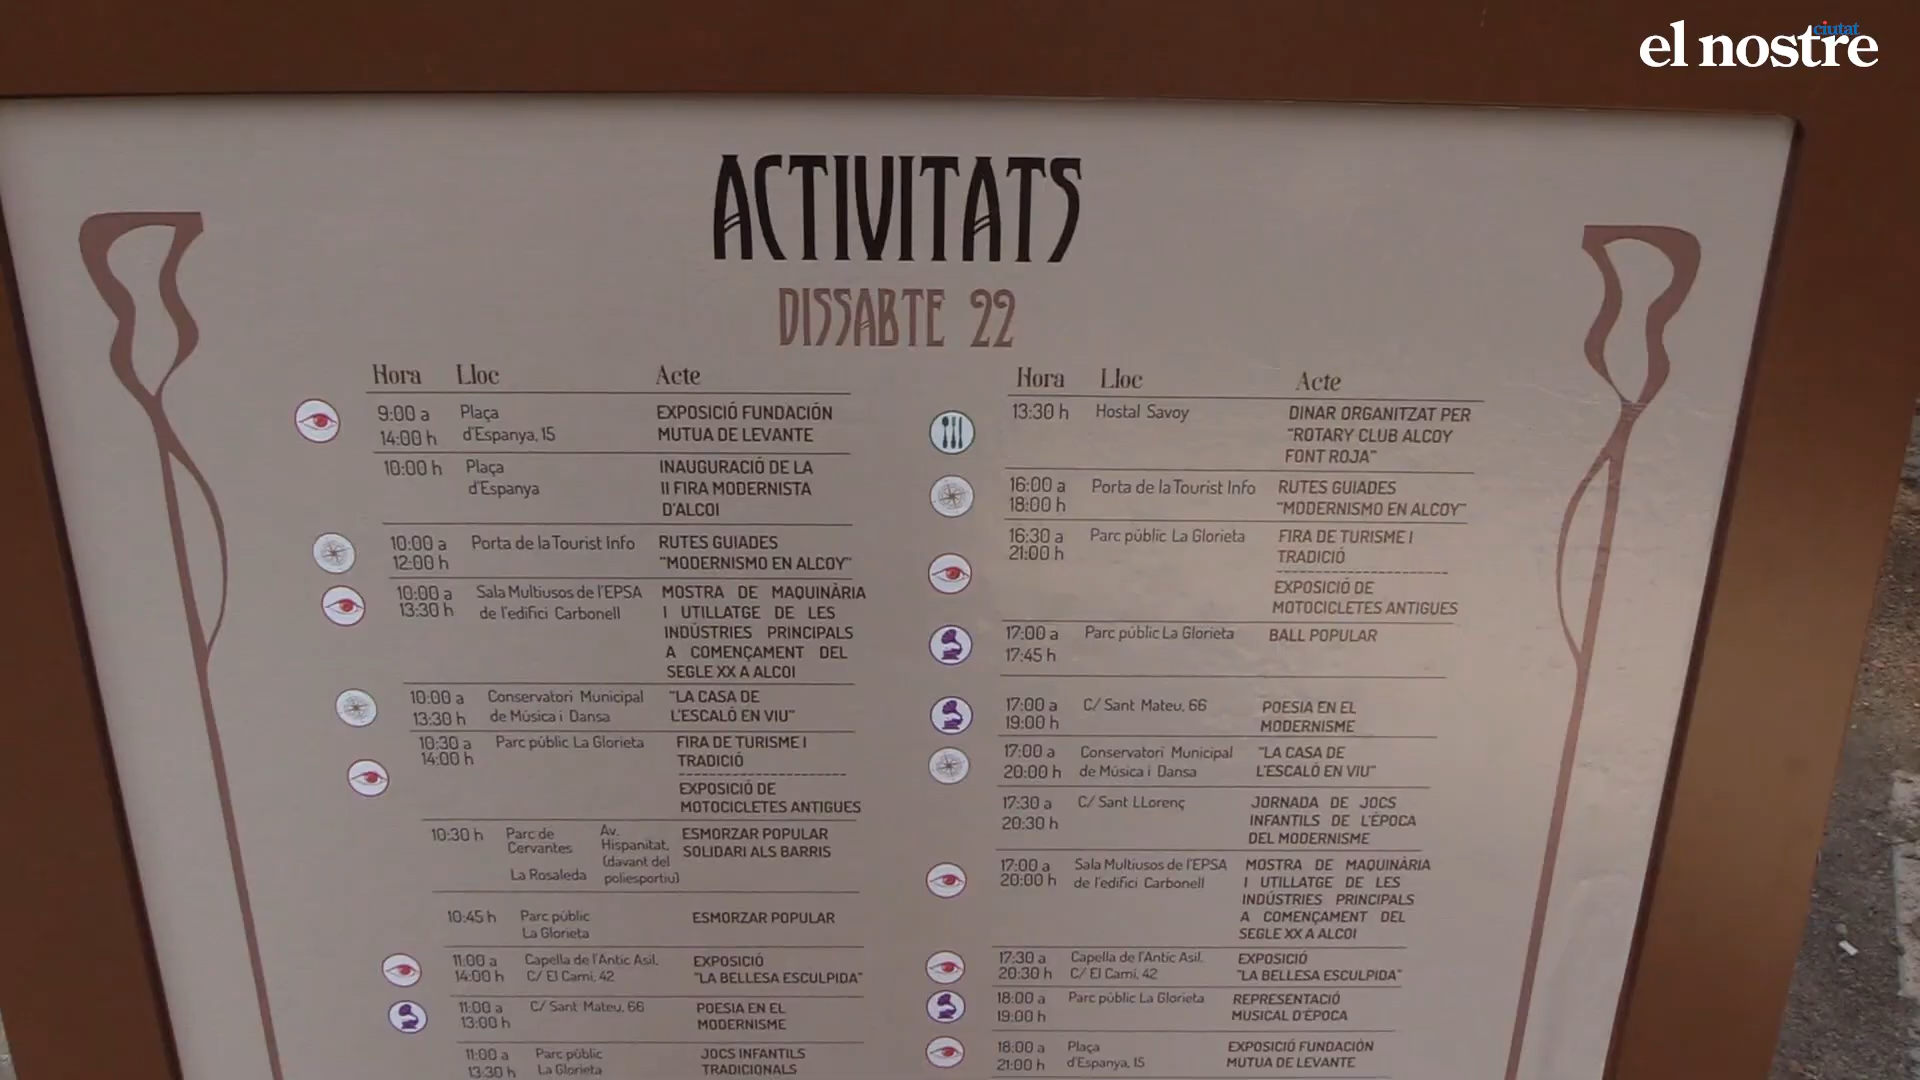 ciutat
el nostre
ACTIVITATS
DISSABTE 22
Hora Lloc Acte
9:00 a Plaça EXPOSICIÓ FUNDACIÓN
14:00 h d'Espanya, 15 MUTUA DE LEVANTE
10:00 h Plaça INAUGURACIÓ DE LA
d'Espanya II FIRA MODERNISTA
D'ALCOI
10:00 a Porta de la Tourist Info RUTES GUIADES
12:00 h "MODERNISMO EN ALCOY"
10:00 a Sala Multiusos de l'EPSA MOSTRA DE MAQUINÀRIA
13:30 h de l'edifici Carbonell I UTILLATGE DE LES
INDÚSTRIES PRINCIPALS
A COMENÇAMENT DEL
SEGLE XX A ALCOI
10:00 a Conservatori Municipal "LA CASA DE
13:30 h de Música i Dansa L'ESCALÓ EN VIU"
10:30 a Parc públic La Glorieta FIRA DE TURISME I
14:00 h TRADICIÓ
EXPOSICIÓ DE
MOTOCICLETES ANTIGUES
10:30 h Parc de Av. ESMORZAR POPULAR
Cervantes Hispanitat, SOLIDARI ALS BARRIS
(davant del
La Rosaleda poliesportiu)
10:45 h Parc públic ESMORZAR POPULAR
La Glorieta
11:00 a Capella de l'Antic Asil, EXPOSICIÓ
14:00 h C/ El Camí, 42 "LA BELLESA ESCULPIDA"
11:00 a C/ Sant Mateu, 66 POESIA EN EL
13:00 h MODERNISME
11:00 a Parc públic JOCS INFANTILS
13:30 h La Glorieta TRADICIONALS
Hora Lloc Acte
13:30 h Hostal Savoy DINAR ORGANITZAT PER
"ROTARY CLUB ALCOY
FONT ROJA"
16:00 a Porta de la Tourist Info RUTES GUIADES
18:00 h "MODERNISMO EN ALCOY"
16:30 a Parc públic La Glorieta FIRA DE TURISME I
21:00 h TRADICIÓ
EXPOSICIÓ DE
MOTOCICLETES ANTIGUES
17:00 a Parc públic La Glorieta BALL POPULAR
17:45 h
17:00 a C/ Sant Mateu, 66 POESIA EN EL
19:00 h MODERNISME
17:00 a Conservatori Municipal "LA CASA DE
20:00 h de Música i Dansa L'ESCALÓ EN VIU"
17:30 a C/ Sant LLorenç JORNADA DE JOCS
20:30 h INFANTILS DE L'ÈPOCA
DEL MODERNISME
17:00 a Sala Multiusos de l'EPSA MOSTRA DE MAQUINÀRIA
20:00 h de l'edifici Carbonell I UTILLATGE DE LES
INDÚSTRIES PRINCIPALS
A COMENÇAMENT DEL
SEGLE XX A ALCOI
17:30 a Capella de l'Antic Asil, EXPOSICIÓ
20:30 h C/ El Camí, 42 "LA BELLESA ESCULPIDA"
18:00 a Parc públic La Glorieta REPRESENTACIÓ
19:00 h MUSICAL D'ÈPOCA
18:00 a Plaça EXPOSICIÓN FUNDACIÓN
21:00 h d'Espanya, 15 MUTUA DE LEVANTE